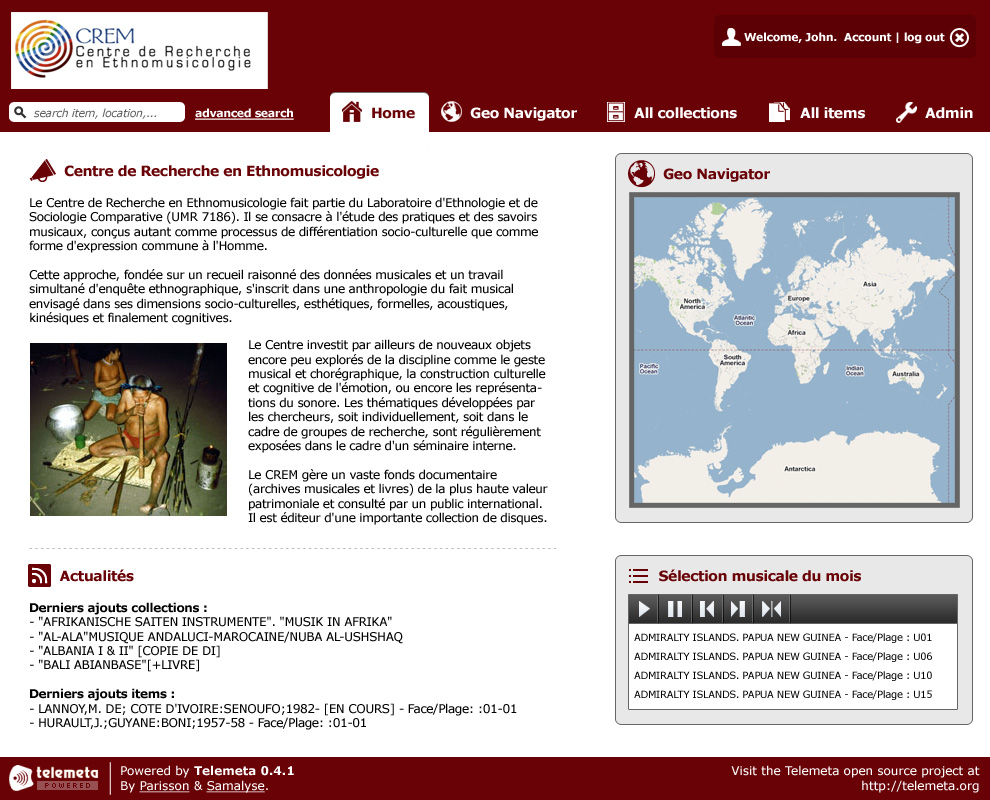 CREM
Centre de Recherche
en Ethnomusicologie
Welcome, John. Account | log out
search item, location,...
advanced search
Home
Geo Navigator
All collections
All items
Admin
Centre de Recherche en Ethnomusicologie
Le Centre de Recherche en Ethnomusicologie fait partie du Laboratoire d'Ethnologie et de
Sociologie Comparative (UMR 7186). Il se consacre à l'étude des pratiques et des savoirs
musicaux, conçus autant comme processus de différentiation socio-culturelle que comme
forme d'expression commune à l'Homme.
Cette approche, fondée sur un recueil raisonné des données musicales et un travail
simultané d'enquête ethnographique, s'inscrit dans une anthropologie du fait musical
envisagé dans ses dimensions socio-culturelles, esthétiques, formelles, acoustiques,
kinésiques et finalement cognitives.
Le Centre investit par ailleurs de nouveaux objets
encore peu explorés de la discipline comme le geste
musical et chorégraphique, la construction culturelle
et cognitive de l'émotion, ou encore les représenta-
tions du sonore. Les thématiques développées par
les chercheurs, soit individuellement, soit dans le
cadre de groupes de recherche, sont régulièrement
exposées dans le cadre d'un séminaire interne.
Le CREM gère un vaste fonds documentaire
(archives musicales et livres) de la plus haute valeur
patrimoniale et consulté par un public international.
Il est éditeur d'une importante collection de disques.
Actualités
Derniers ajouts collections :
- "AFRIKANISCHE SAITEN INSTRUMENTE". "MUSIK IN AFRIKA"
- "AL-ALA"MUSIQUE ANDALUCI-MAROCAINE/NUBA AL-USHSHAQ
- "ALBANIA I & II" [COPIE DE DI]
- "BALI ABIANBASE"[+LIVRE]
Derniers ajouts items :
- LANNOY,M. DE; COTE D'IVOIRE:SENOUFO;1982- [EN COURS] - Face/Plage: :01-01
- HURAULT,J.;GUYANE:BONI;1957-58 - Face/Plage: :01-01
Geo Navigator
North
America
Atlantic
Ocean
Europe
Asia
Africa
Pacific
Ocean
South
America
Indian
Ocean
Australia
Antarctica
Sélection musicale du mois
ADMIRALTY ISLANDS. PAPUA NEW GUINEA - Face/Plage : U01
ADMIRALTY ISLANDS. PAPUA NEW GUINEA - Face/Plage : U06
ADMIRALTY ISLANDS. PAPUA NEW GUINEA - Face/Plage : U10
ADMIRALTY ISLANDS. PAPUA NEW GUINEA - Face/Plage : U15
telemeta
POWERED
Powered by Telemeta 0.4.1
By Parisson & Samalyse.
Visit the Telemeta open source project at
http://telemeta.org